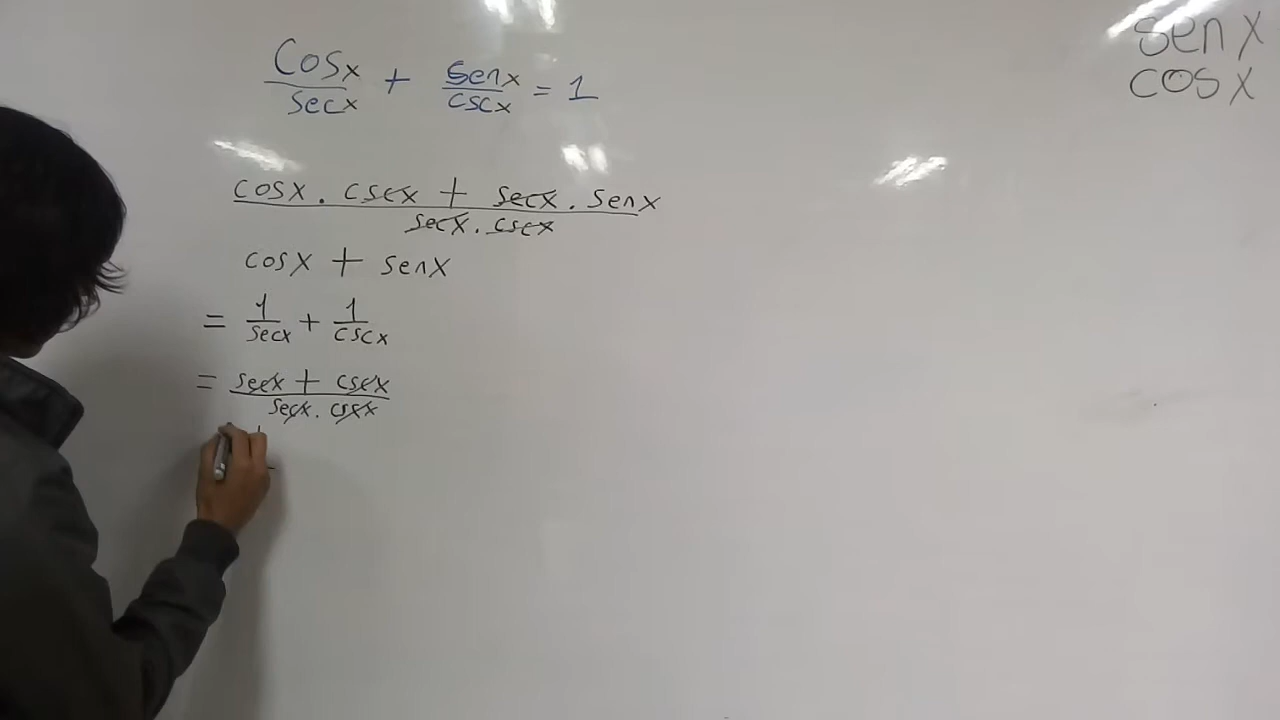 cosx/secx + senx/cscx = 1
cosx . cscx + secx . senx / secx . cscx
cosx + senx
= 1/secx + 1/cscx
= secx + cscx / secx . cscx
senx
cosx